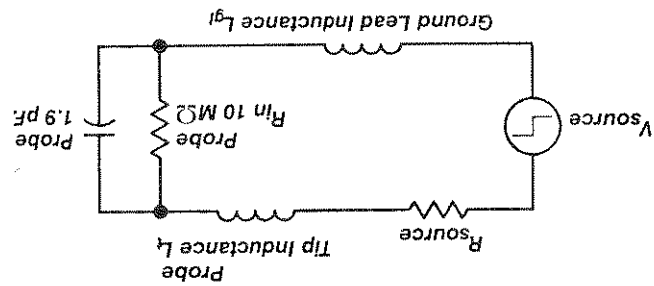 Probe
Tip Inductance Lt
Rsource
Vsource
Probe
Rin 10 MΩ
Probe
1.9 pF.
Ground Lead Inductance Lgl